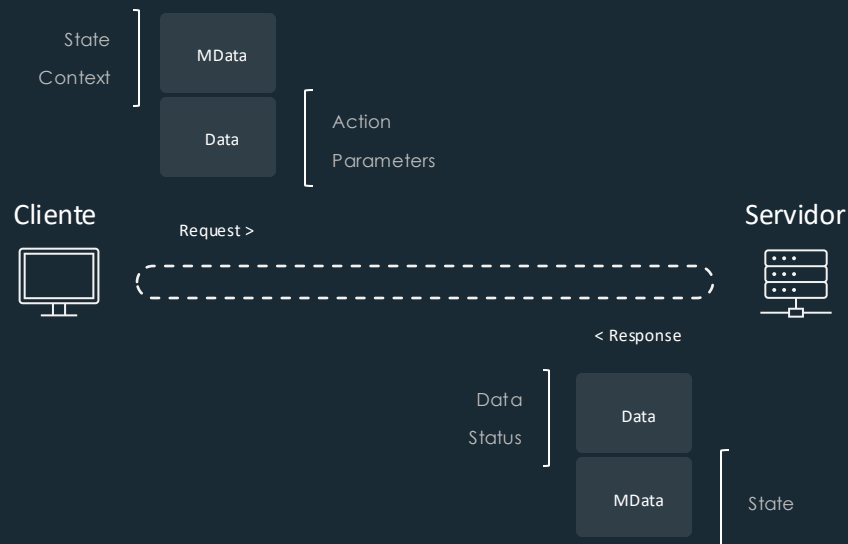 State
Context
MData
Data
Action
Parameters
Cliente
Servidor
Request >
< Response
Data
Status
Data
MData
State